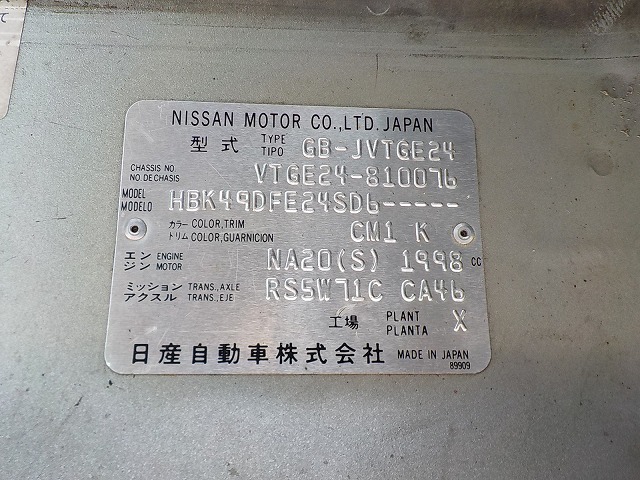 て
NISSAN MOTOR CO.,LTD. JAPAN
型式 TYPE TIPO GB-JVTGE24
CHASSIS NO. NO.DE CHASIS VTGE24-810076
MODEL MODELO HBK49DFE24SD6-----
カラー COLOR,TRIM
トリム COLOR,GUARNICION CM1 K
エンジン ENGINE MOTOR NA20(S) 1998 CC
ミッション TRANS.,AXLE
アクスル TRANS.,EJE RS5W71C CA46
工場 PLANT PLANTA X
日産自動車株式会社 MADE IN JAPAN
89909